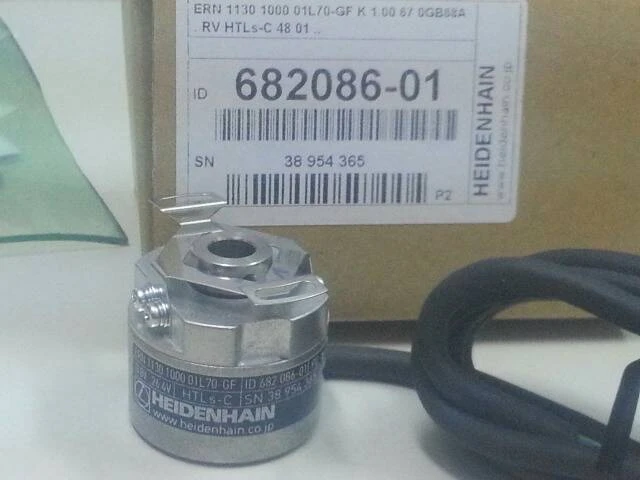 ERN 1130 1000 01L70-GF K 1 00 67 0GB88A
. RV HTLs-C 48 01 ..
ID 682086-01
SN 38 954 365
P2
HEIDENHAIN
www.heidenhain.co.jp
ERN 1130 1000 01L70-GF ID 682 086-01
26.4V HTLs-C SN 38 954 36
HEIDENHAIN
www.heidenhain.co.jp